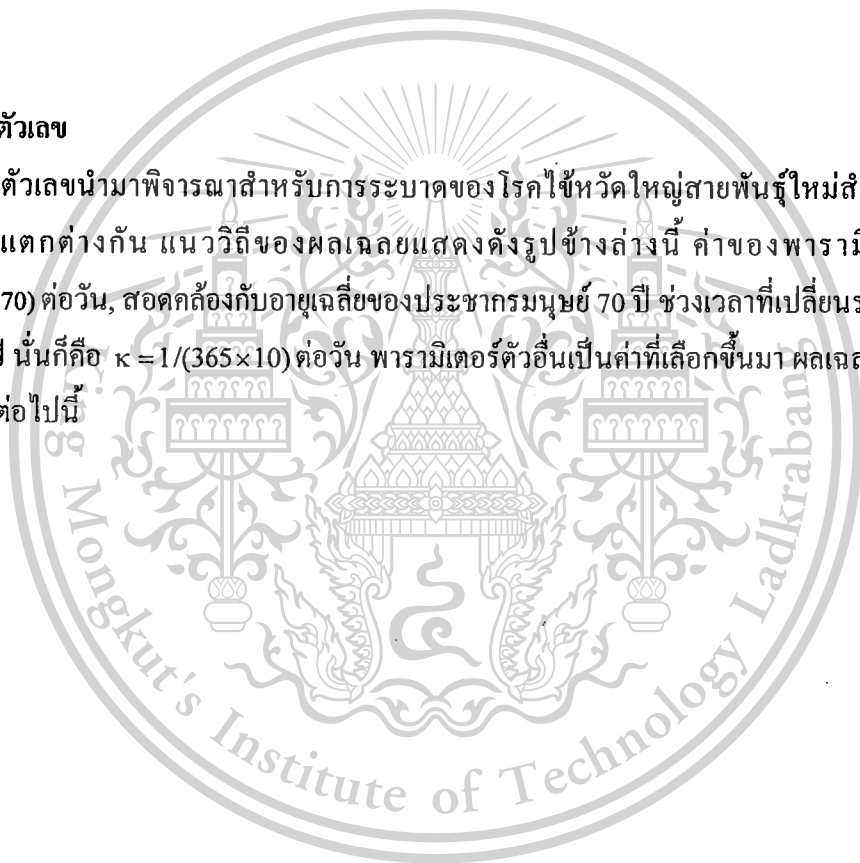 ตัวเลข
ตัวเลขนำมาพิจารณาสำหรับการระบาดของโรคไข้หวัดใหญ่สายพันธุ์ใหม่สำ
แตกต่างกัน แนววิถีของผลเฉลยแสดงดังรูปข้างล่างนี้ ค่าของพารามิ
70) ต่อวัน, สอดคล้องกับอายุเฉลี่ยของประชากรมนุษย์ 70 ปี ช่วงเวลาที่เปลี่ยนร
นั่นก็คือ κ =1/(365×10) ต่อวัน พารามิเตอร์ตัวอื่นเป็นค่าที่เลือกขึ้นมา ผลเฉล
ต่อไปนี้
King Mongkut's Institute of Technology Ladkrabang